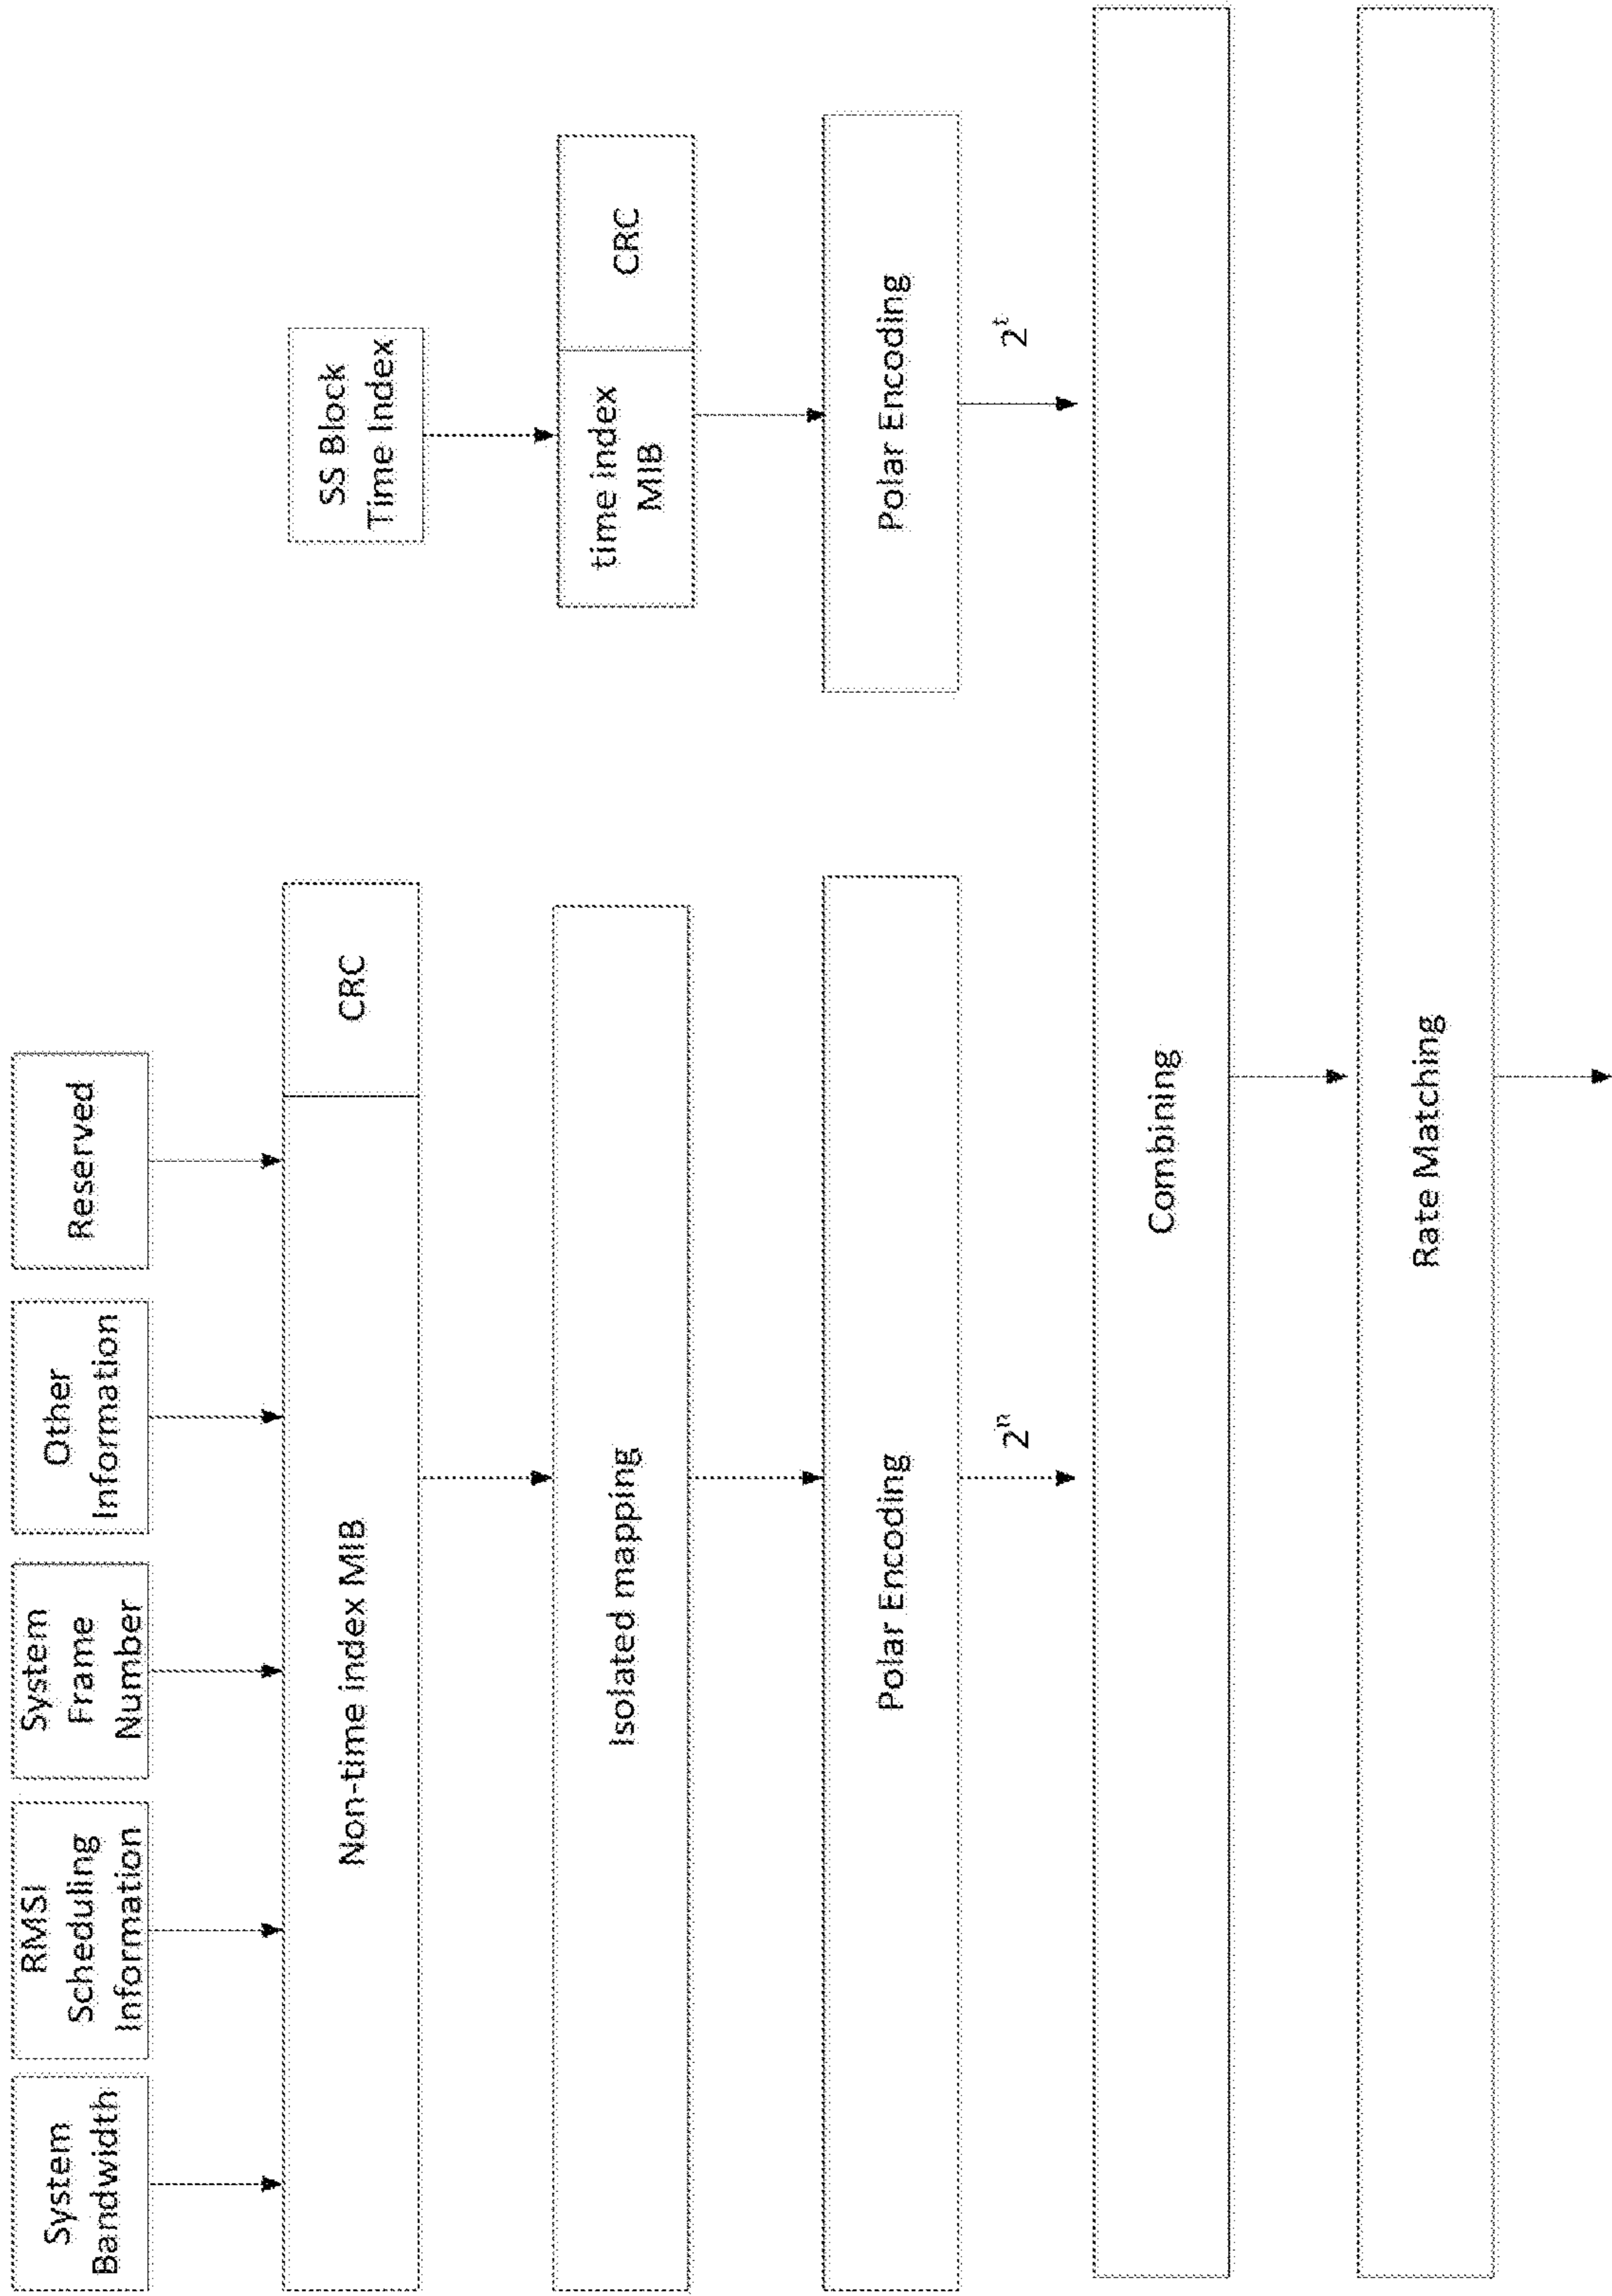 System
Bandwidth
RMSI
Scheduling
Information
System
Frame
Number
Other
Information
Reserved
Non-time index MIB
CRC
SS Block
Time Index
Isolated mapping
time index
MIB
CRC
Polar Encoding
Polar Encoding
2ⁿ
2ᵗ
Combining
Rate Matching